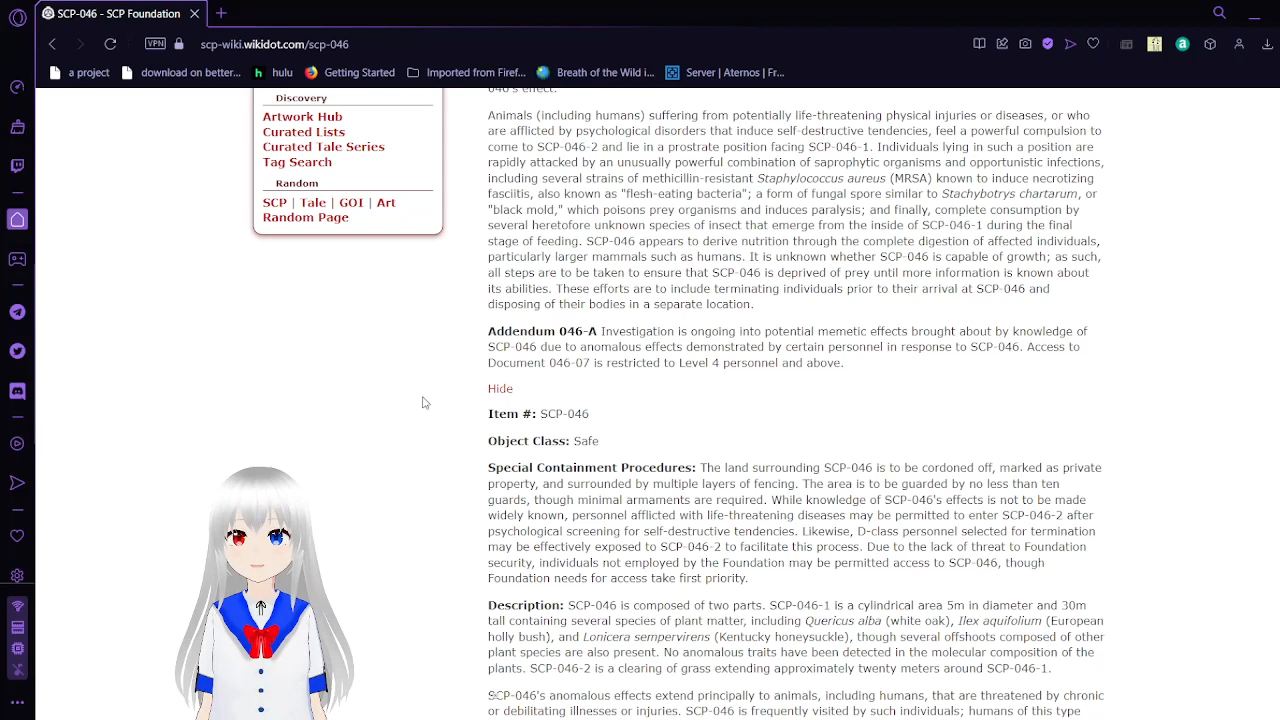 SCP-046 - SCP Foundation
VPN
scp-wiki.wikidot.com/scp-046
a project
download on better...
h hulu
Getting Started
Imported from Firef...
Breath of the Wild i...
Server | Aternos | Fr...
Discovery
Artwork Hub
Curated Lists
Curated Tale Series
Tag Search
Random
SCP | Tale | GOI | Art
Random Page
046's effect.
Animals (including humans) suffering from potentially life-threatening physical injuries or diseases, or who
are afflicted by psychological disorders that induce self-destructive tendencies, feel a powerful compulsion to
come to SCP-046-2 and lie in a prostrate position facing SCP-046-1. Individuals lying in such a position are
rapidly attacked by an unusually powerful combination of saprophytic organisms and opportunistic infections,
including several strains of methicillin-resistant Staphylococcus aureus (MRSA) known to induce necrotizing
fasciitis, also known as "flesh-eating bacteria"; a form of fungal spore similar to Stachybotrys chartarum, or
"black mold," which poisons prey organisms and induces paralysis; and finally, complete consumption by
several heretofore unknown species of insect that emerge from the inside of SCP-046-1 during the final
stage of feeding. SCP-046 appears to derive nutrition through the complete digestion of affected individuals,
particularly larger mammals such as humans. It is unknown whether SCP-046 is capable of growth; as such,
all steps are to be taken to ensure that SCP-046 is deprived of prey until more information is known about
its abilities. These efforts are to include terminating individuals prior to their arrival at SCP-046 and
disposing of their bodies in a separate location.
Addendum 046-A Investigation is ongoing into potential memetic effects brought about by knowledge of
SCP-046 due to anomalous effects demonstrated by certain personnel in response to SCP-046. Access to
Document 046-07 is restricted to Level 4 personnel and above.
Hide
Item #: SCP-046
Object Class: Safe
Special Containment Procedures: The land surrounding SCP-046 is to be cordoned off, marked as private
property, and surrounded by multiple layers of fencing. The area is to be guarded by no less than ten
guards, though minimal armaments are required. While knowledge of SCP-046's effects is not to be made
widely known, personnel afflicted with life-threatening diseases may be permitted to enter SCP-046-2 after
psychological screening for self-destructive tendencies. Likewise, D-class personnel selected for termination
may be effectively exposed to SCP-046-2 to facilitate this process. Due to the lack of threat to Foundation
security, individuals not employed by the Foundation may be permitted access to SCP-046, though
Foundation needs for access take first priority.
Description: SCP-046 is composed of two parts. SCP-046-1 is a cylindrical area 5m in diameter and 30m
tall containing several species of plant matter, including Quericus alba (white oak), Ilex aquifolium (European
holly bush), and Lonicera semperivens (Kentucky honeysuckle), though several offshoots composed of other
plant species are also present. No anomalous traits have been detected in the molecular composition of the
plants. SCP-046-2 is a clearing of grass extending approximately twenty meters around SCP-046-1.
SCP-046's anomalous effects extend principally to animals, including humans, that are threatened by chronic
or debilitating illnesses or injuries. SCP-046 is frequently visited by such individuals; humans of this type